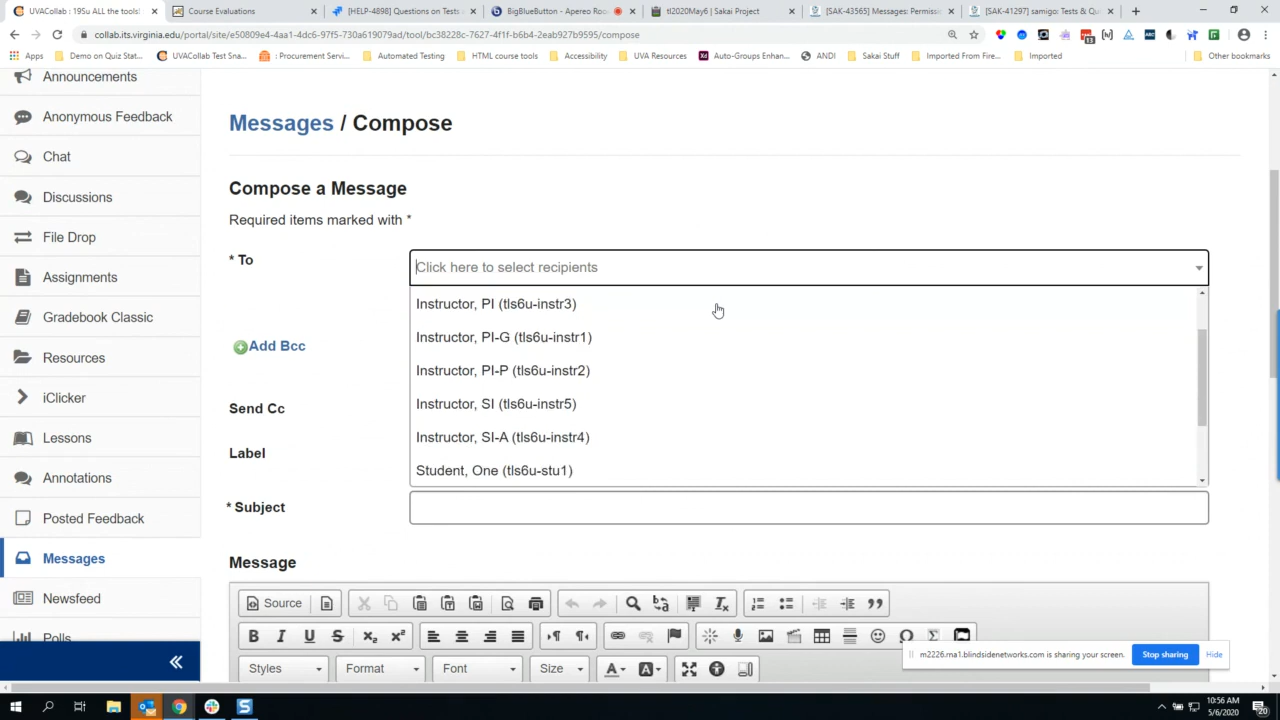 UVACollab : 19Su ALL the tools!
Course Evaluations
[HELP-4898] Questions on Tests
BigBlueButton - Apereo Roo
tl2020May6 | Sakai Project
[SAK-43565] Messages: Permissi
[SAK-41297] samigo: Tests & Qu
collab.its.virginia.edu/portal/site/e50809e4-4aa1-4dc6-97f5-730a619079ad/tool/bc38228c-7627-4f1f-b6b4-2eab927b9595/compose
Apps
Demo on Quiz Stat...
UVACollab Test Sna...
: Procurement Servi...
Automated Testing
HTML course tools
Accessibility
UVA Resources
Auto-Groups Enhan...
ANDI
Sakai Stuff
Imported From Fire...
Imported
Other bookmarks
Announcements
Anonymous Feedback
Chat
Discussions
File Drop
Assignments
Gradebook Classic
Resources
iClicker
Lessons
Annotations
Posted Feedback
Messages
Newsfeed
Polls
Messages / Compose
Compose a Message
Required items marked with *
* To
Click here to select recipients
Instructor, PI (tls6u-instr3)
Instructor, PI-G (tls6u-instr1)
Instructor, PI-P (tls6u-instr2)
Instructor, SI (tls6u-instr5)
Instructor, SI-A (tls6u-instr4)
Student, One (tls6u-stu1)
Add Bcc
Send Cc
Label
* Subject
Message
Source
Styles
Format
Font
Size
m2226.rna1.blindsidenetworks.com is sharing your screen.
Stop sharing
Hide
10:56 AM
5/6/2020
20